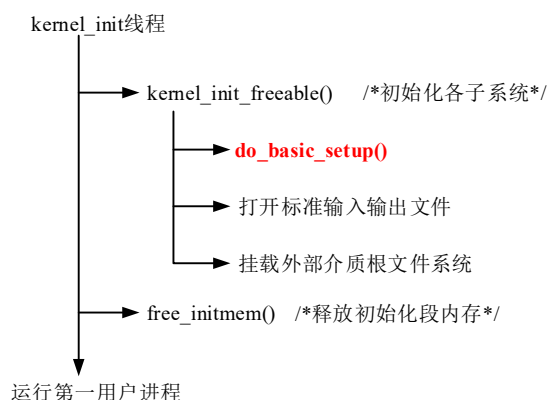 kernel_init线程
kernel_init_freeable() /*初始化各子系统*/
do_basic_setup()
打开标准输入输出文件
挂载外部介质根文件系统
free_initmem() /*释放初始化段内存*/
运行第一用户进程